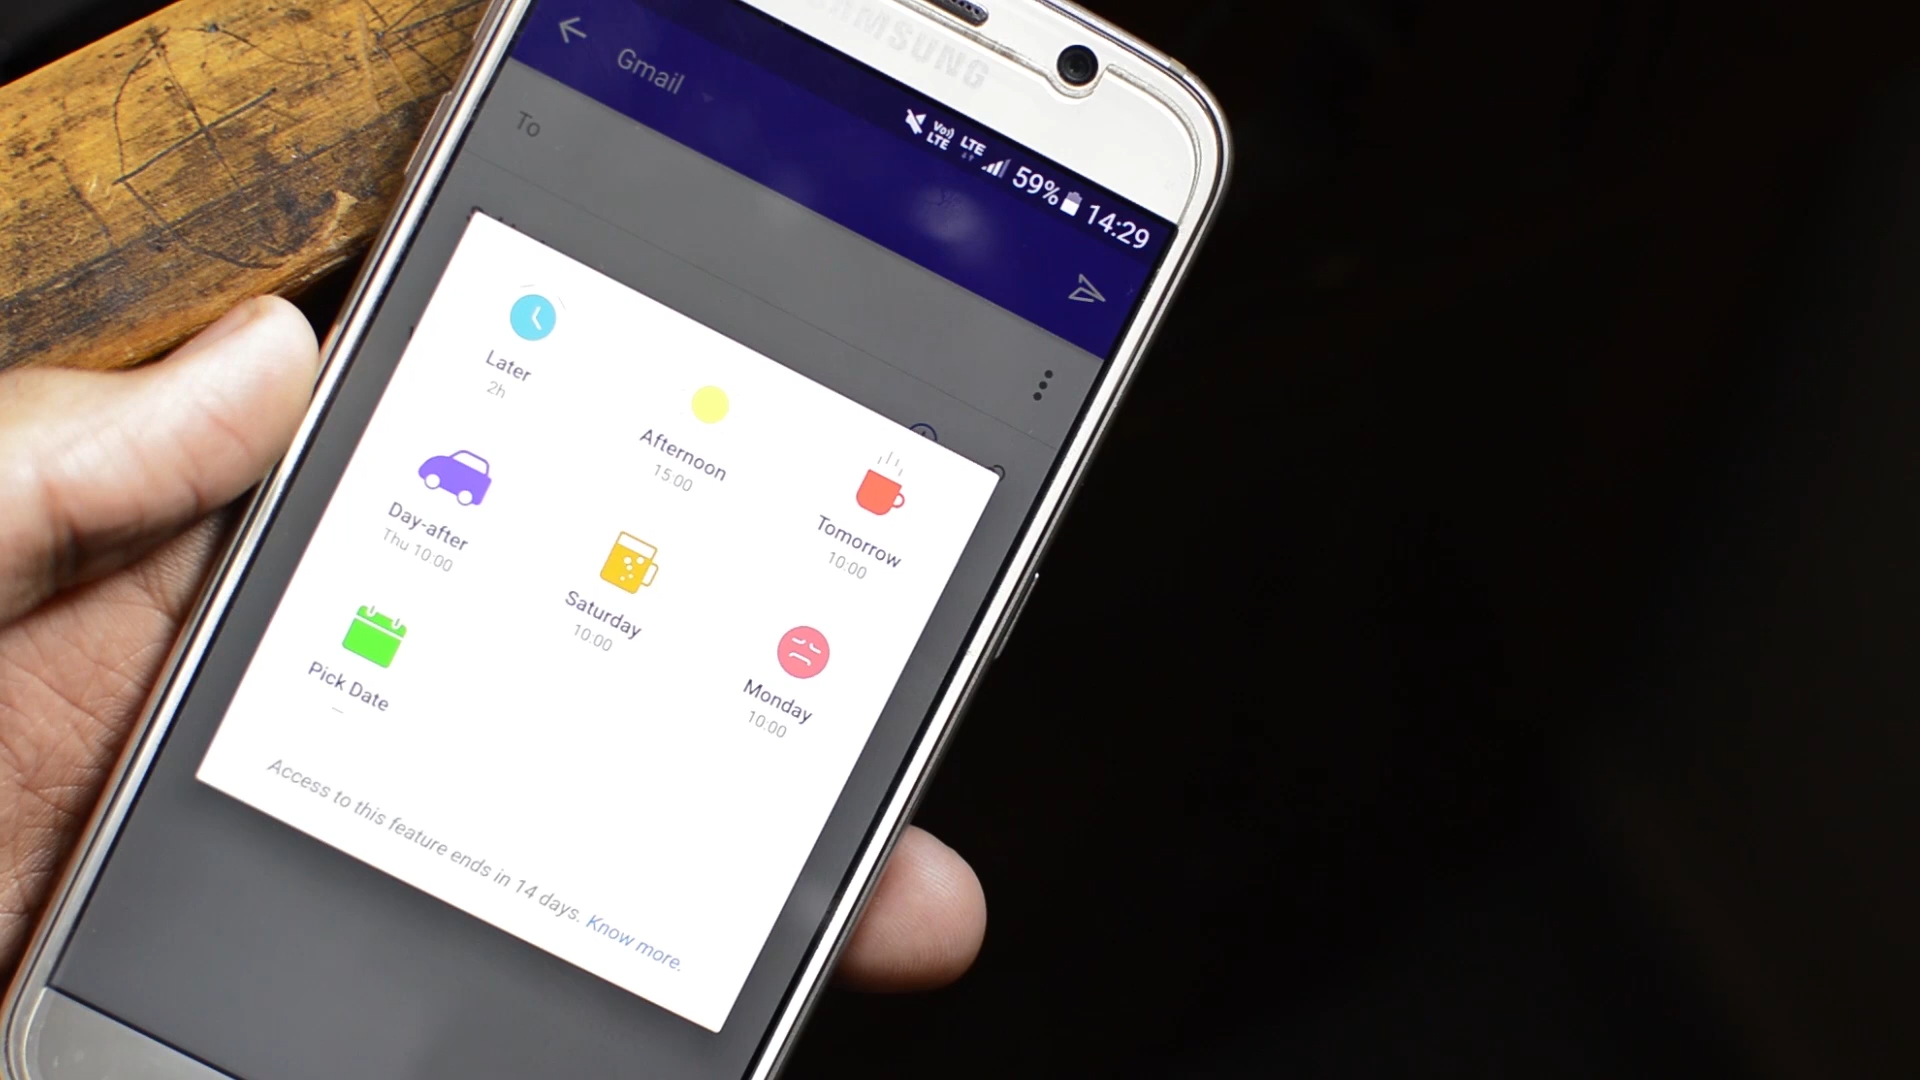 SAMSUNG
Vo))
LTE
LTE
59%
14:29
Gmail
To
Later
2h
Afternoon
15:00
Tomorrow
10:00
Day-after
Thu 10:00
Saturday
10:00
Monday
10:00
Pick Date
—
Access to this feature ends in 14 days. Know more.